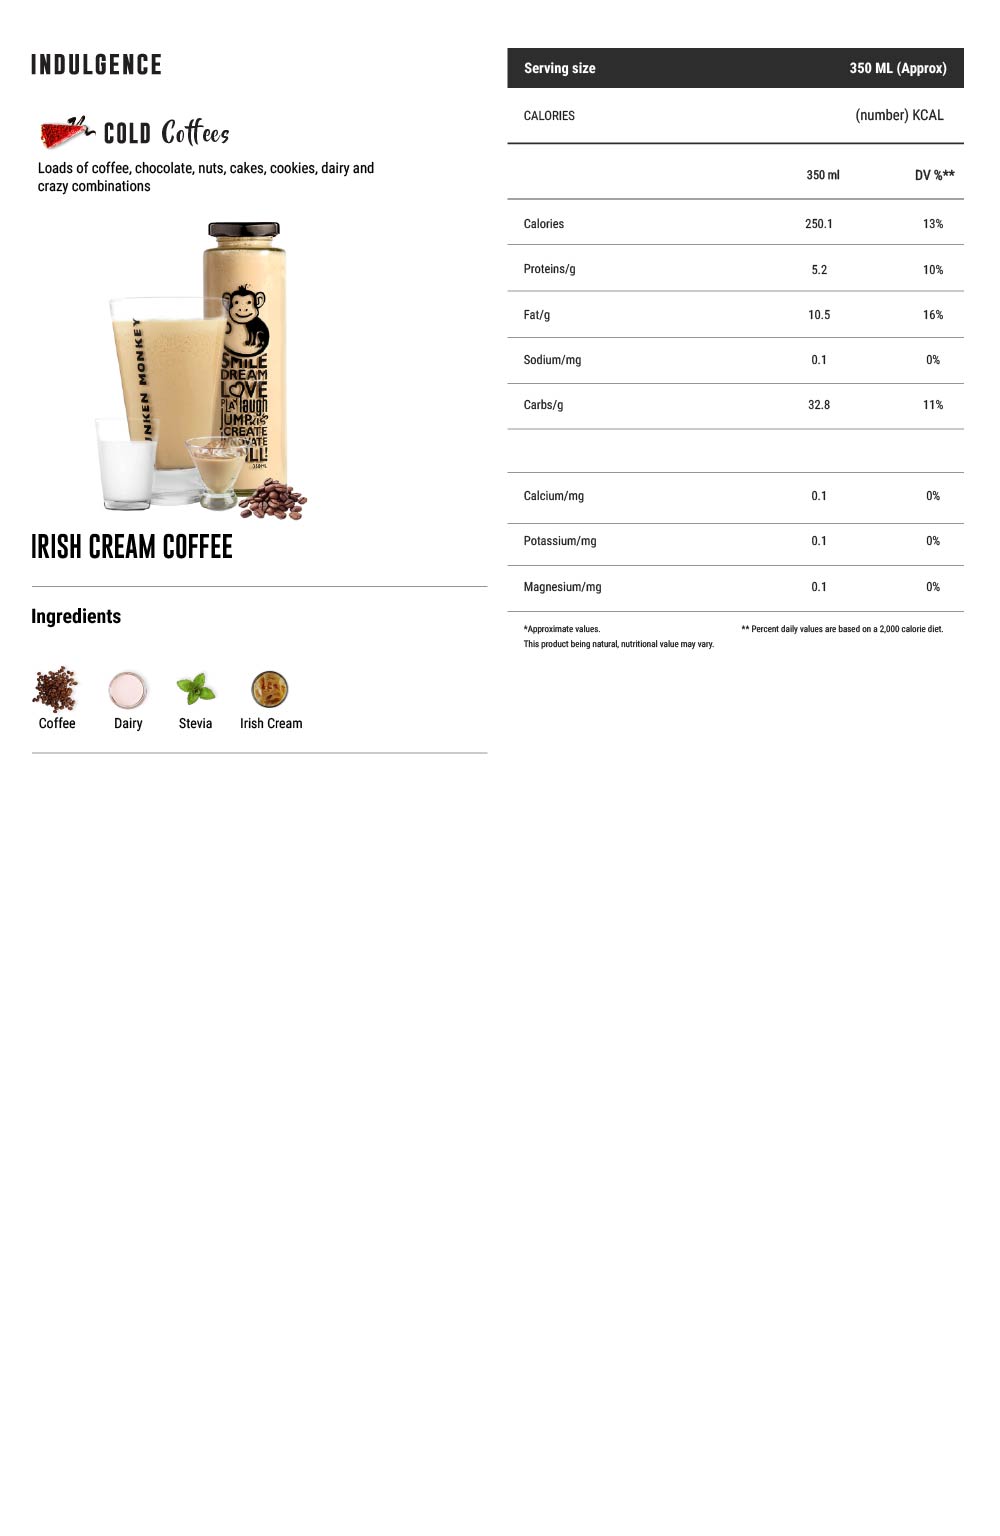 INDULGENCE
COLD Coffees
Loads of coffee, chocolate, nuts, cakes, cookies, dairy and
crazy combinations
UNKEN MONKEY
SMILE
DREAM
LOVE
PLAY laugh
JUMP KISS
CREATE
INNOVATE
350ML
IRISH CREAM COFFEE
Ingredients
Coffee Dairy Stevia Irish Cream
Serving size 350 ML (Approx)
CALORIES (number) KCAL
350 ml DV %**
Calories 250.1 13%
Proteins/g 5.2 10%
Fat/g 10.5 16%
Sodium/mg 0.1 0%
Carbs/g 32.8 11%
Calcium/mg 0.1 0%
Potassium/mg 0.1 0%
Magnesium/mg 0.1 0%
*Approximate values. ** Percent daily values are based on a 2,000 calorie diet.
This product being natural, nutritional value may vary.